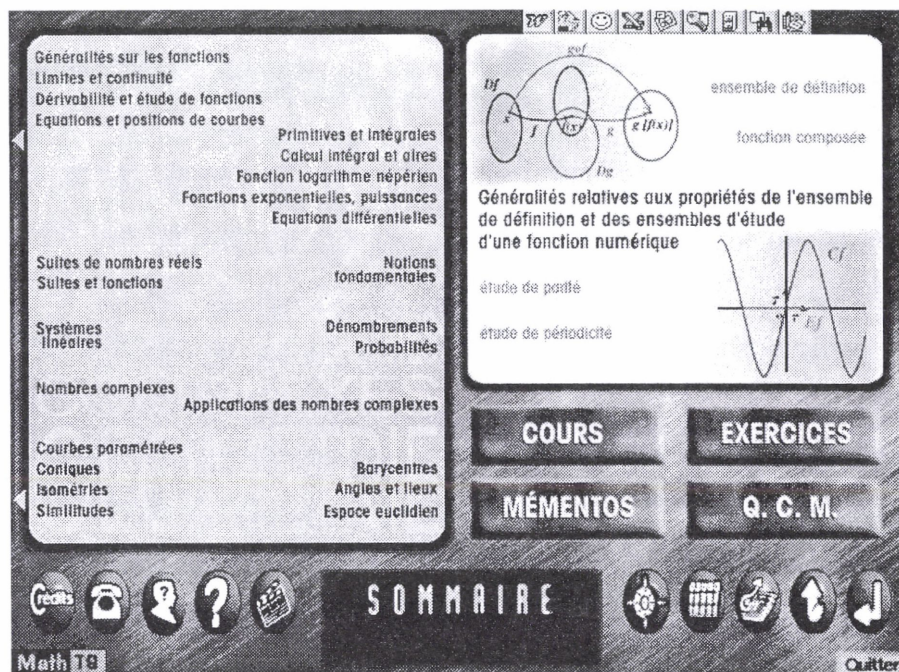 TOP
Généralités sur les fonctions
Limites et continuité
Dérivabilité et étude de fonctions
Equations et positions de courbes
Primitives et intégrales
Calcul intégral et aires
Fonction logarithme népérien
Fonctions exponentielles, puissances
Equations différentielles
Suites de nombres réels
Suites et fonctions
Notions
fondamentales
Systèmes
linéaires
Dénombrements
Probabilités
Nombres complexes
Applications des nombres complexes
Courbes paramétrées
Coniques
Isométries
Similitudes
Barycentres
Angles et lieux
Espace euclidien
gof
Df
x
f
f(x)
g
g [f(x)]
Dg
ensemble de définition
fonction composée
Généralités relatives aux propriétés de l'ensemble
de définition et des ensembles d'étude
d'une fonction numérique
étude de parité
étude de périodicité
Cf
Ef
COURS
EXERCICES
MÉMENTOS
Q. C. M.
Crédits
SOMMAIRE
Math TS
Quitter